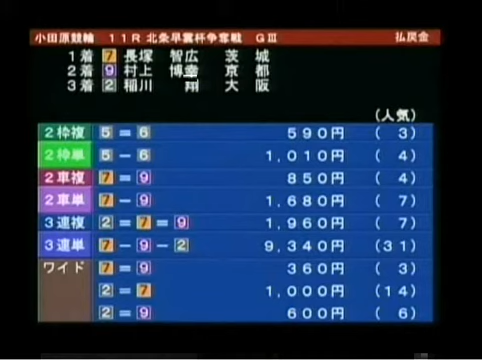 小田原競輪 11R 北条早雲杯争奪戦 GⅢ 払戻金
1着 7 長塚 智広 茨城
2着 9 村上 博幸 京都
3着 2 稲川 翔 大阪
(人気)
2枠複 5=6 590円 (3)
2枠単 5-6 1,010円 (4)
2車複 7=9 850円 (4)
2車単 7-9 1,680円 (7)
3連複 2=7=9 1,960円 (7)
3連単 7-9-2 9,340円 (31)
ワイド 7=9 360円 (3)
2=7 1,000円 (14)
2=9 600円 (6)